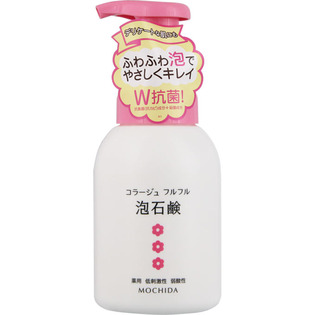 デリケートな肌にも
ふわふわ泡で
やさしくキレイ
W抗菌!
コラージュ フルフル
泡石鹸
薬用 低刺激性 弱酸性
MOCHIDA